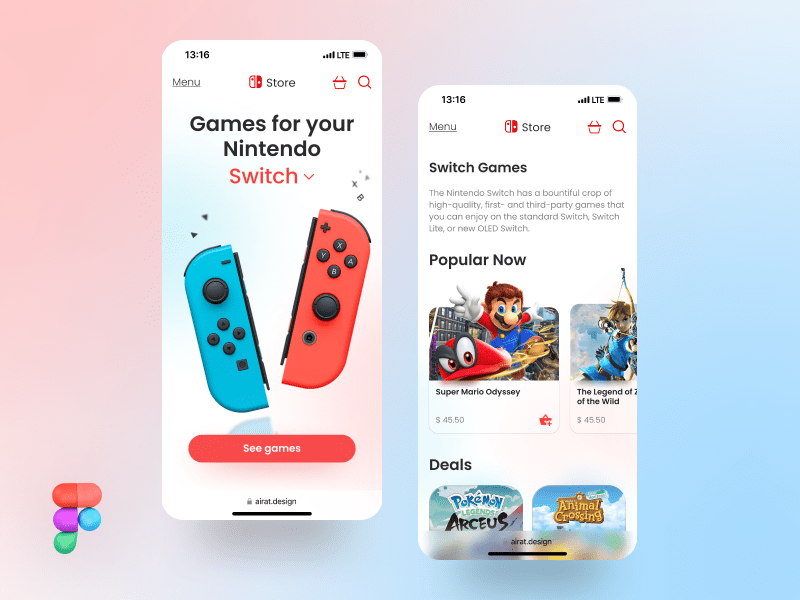 13:16
LTE
Menu
Store
Games for your
Nintendo
Switch
X
Y
A
B
See games
airat.design
13:16
LTE
Menu
Store
Switch Games
The Nintendo Switch has a bountiful crop of
high-quality, first- and third-party games that
you can enjoy on the standard Switch, Switch
Lite, or new OLED Switch.
Popular Now
Super Mario Odyssey
$ 45.50
The Legend of Z
of the Wild
$ 45.50
Deals
POKÉMON
LEGENDS
ARCEUS
Animal
Crossing
airat.design